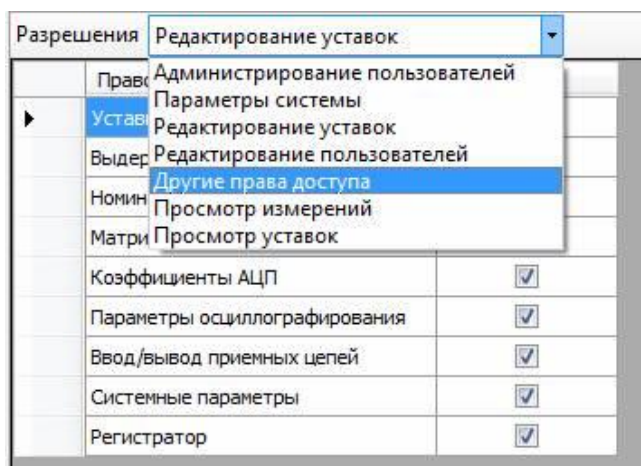 Разрешения Редактирование уставок
Администрирование пользователей
Параметры системы
Редактирование уставок
Редактирование пользователей
Другие права доступа
Просмотр измерений
Просмотр уставок
Коэффициенты АЦП
Параметры осциллографирования
Ввод/вывод приемных цепей
Системные параметры
Регистратор